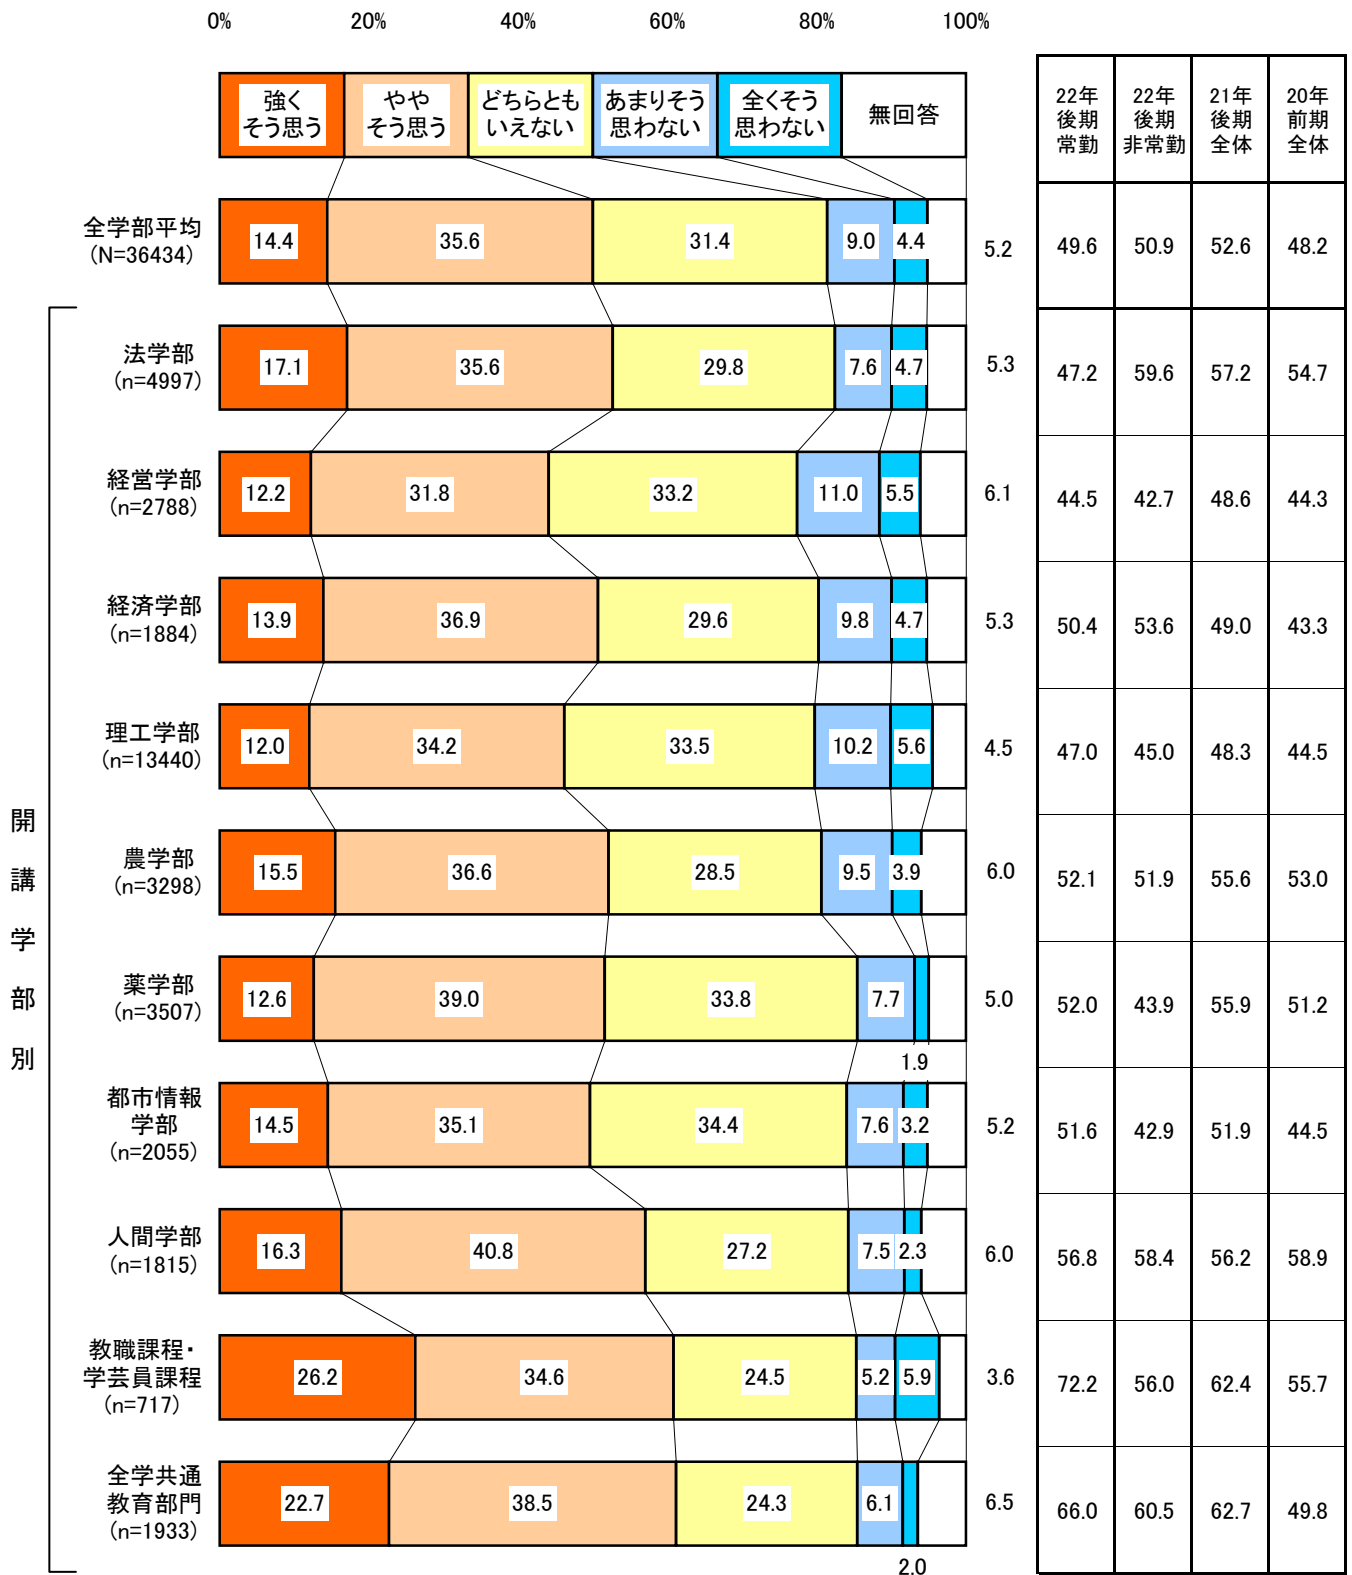 0% 20% 40% 60% 80% 100%
強く
そう思う
やや
そう思う
どちらとも
いえない
あまりそう
思わない
全くそう
思わない
無回答
22年
後期
常勤
22年
後期
非常勤
21年
後期
全体
20年
前期
全体
全学部平均
(N=36434)
14.4 35.6 31.4 9.0 4.4 5.2 49.6 50.9 52.6 48.2
法学部
(n=4997)
17.1 35.6 29.8 7.6 4.7 5.3 47.2 59.6 57.2 54.7
経営学部
(n=2788)
12.2 31.8 33.2 11.0 5.5 6.1 44.5 42.7 48.6 44.3
経済学部
(n=1884)
13.9 36.9 29.6 9.8 4.7 5.3 50.4 53.6 49.0 43.3
理工学部
(n=13440)
12.0 34.2 33.5 10.2 5.6 4.5 47.0 45.0 48.3 44.5
農学部
(n=3298)
15.5 36.6 28.5 9.5 3.9 6.0 52.1 51.9 55.6 53.0
薬学部
(n=3507)
12.6 39.0 33.8 7.7 1.9 5.0 52.0 43.9 55.9 51.2
都市情報
学部
(n=2055)
14.5 35.1 34.4 7.6 3.2 5.2 51.6 42.9 51.9 44.5
人間学部
(n=1815)
16.3 40.8 27.2 7.5 2.3 6.0 56.8 58.4 56.2 58.9
教職課程・
学芸員課程
(n=717)
26.2 34.6 24.5 5.2 5.9 3.6 72.2 56.0 62.4 55.7
全学共通
教育部門
(n=1933)
22.7 38.5 24.3 6.1 2.0 6.5 66.0 60.5 62.7 49.8
開講学部別